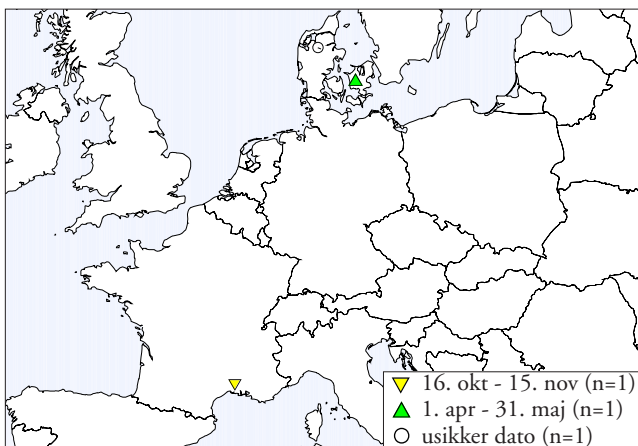 16. okt - 15. nov (n=1)
1. apr - 31. maj (n=1)
usikker dato (n=1)